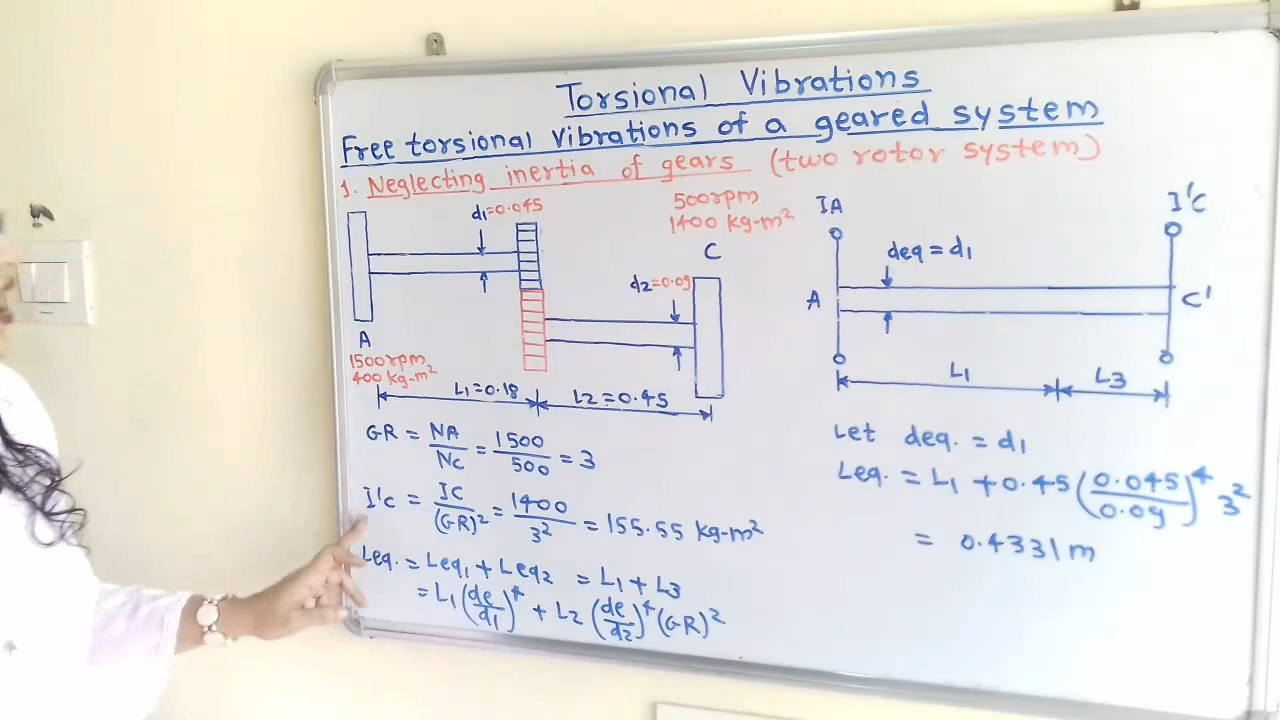 Torsional Vibrations
Free torsional Vibrations of a geared system
1. Neglecting inertia of gears (two rotor system)
d1=0.045
500rpm
1400 kg-m²
C
d2=0.09
A
1500rpm
400 kg-m²
L1=0.18
L2=0.45
IA
I'C
deq = d1
A
C'
L1
L3
GR = NA/NC = 1500/500 = 3
I'C = IC/(GR)² = 1400/3² = 155.55 kg-m²
Leq. = Leq1 + Leq2 = L1 + L3
= L1 (de/d1)⁴ + L2 (de/d2)⁴ (GR)²
Let deq. = d1
Leq. = L1 + 0.45 (0.045/0.09)⁴ 3²
= 0.4331 m